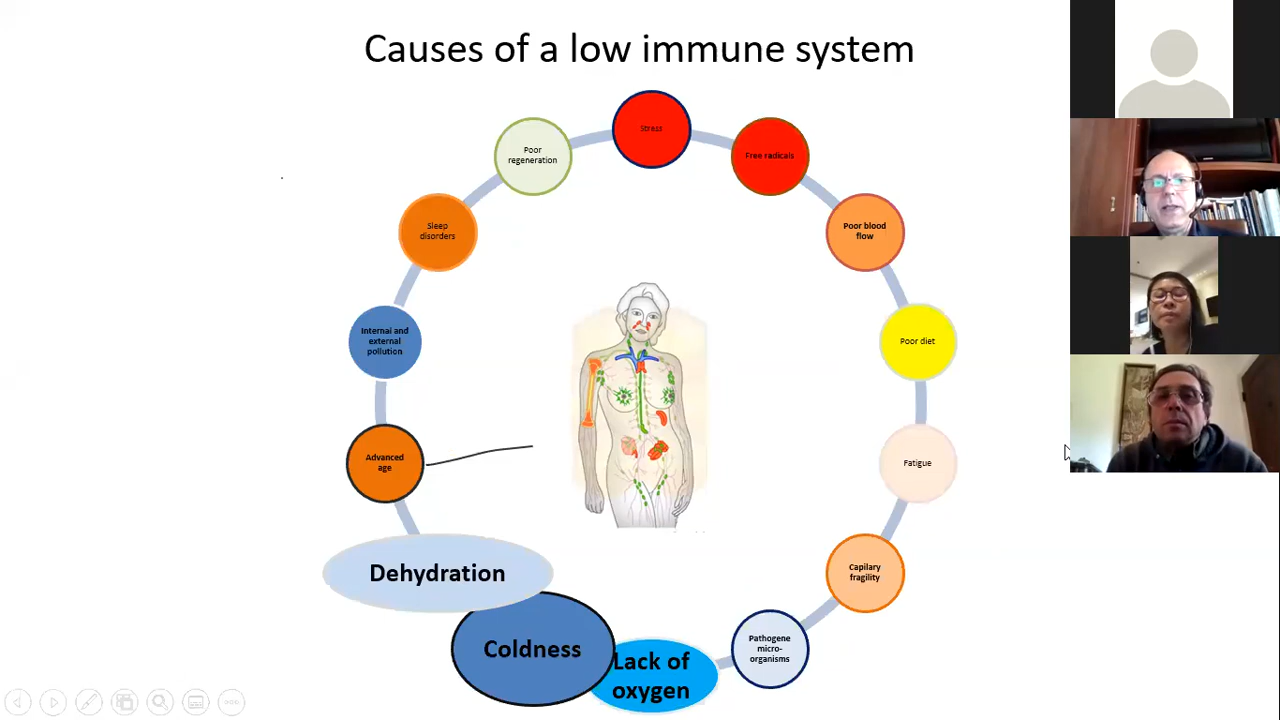 Causes of a low immune system
Stress
Free radicals
Poor blood
flow
Poor diet
Fatigue
Capilary
fragility
Pathogene
micro-
organisms
Lack of
oxygen
Coldness
Dehydration
Advanced
age
Internal and
external
pollution
Sleep
disorders
Poor
regeneration